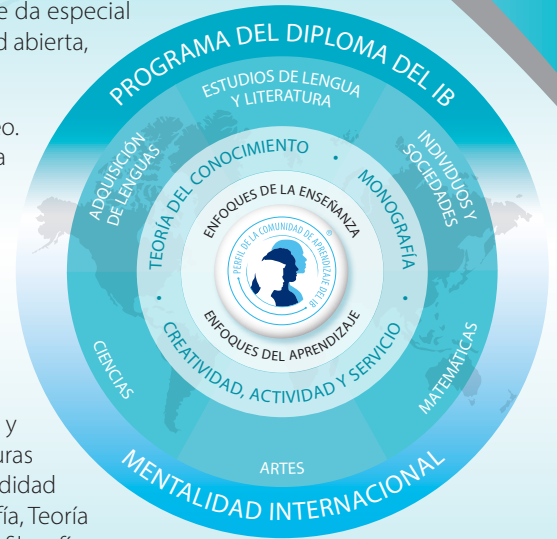 e da especial
d abierta,
eo.
a
y
uras
didad
fía, Teoría
PROGRAMA DEL DIPLOMA DEL IB
ESTUDIOS DE LENGUA
Y LITERATURA
ADQUISICIÓN
DE LENGUAS
INDIVIDUOS Y
SOCIEDADES
TEORÍA DEL CONOCIMIENTO
•
MONOGRAFÍA
•
ENFOQUES DE LA ENSEÑANZA
PERFIL DE LA COMUNIDAD DE APRENDIZAJE DEL IB
®
ENFOQUES DEL APRENDIZAJE
•
CREATIVIDAD, ACTIVIDAD Y SERVICIO
CIENCIAS
MATEMÁTICAS
ARTES
MENTALIDAD INTERNACIONAL